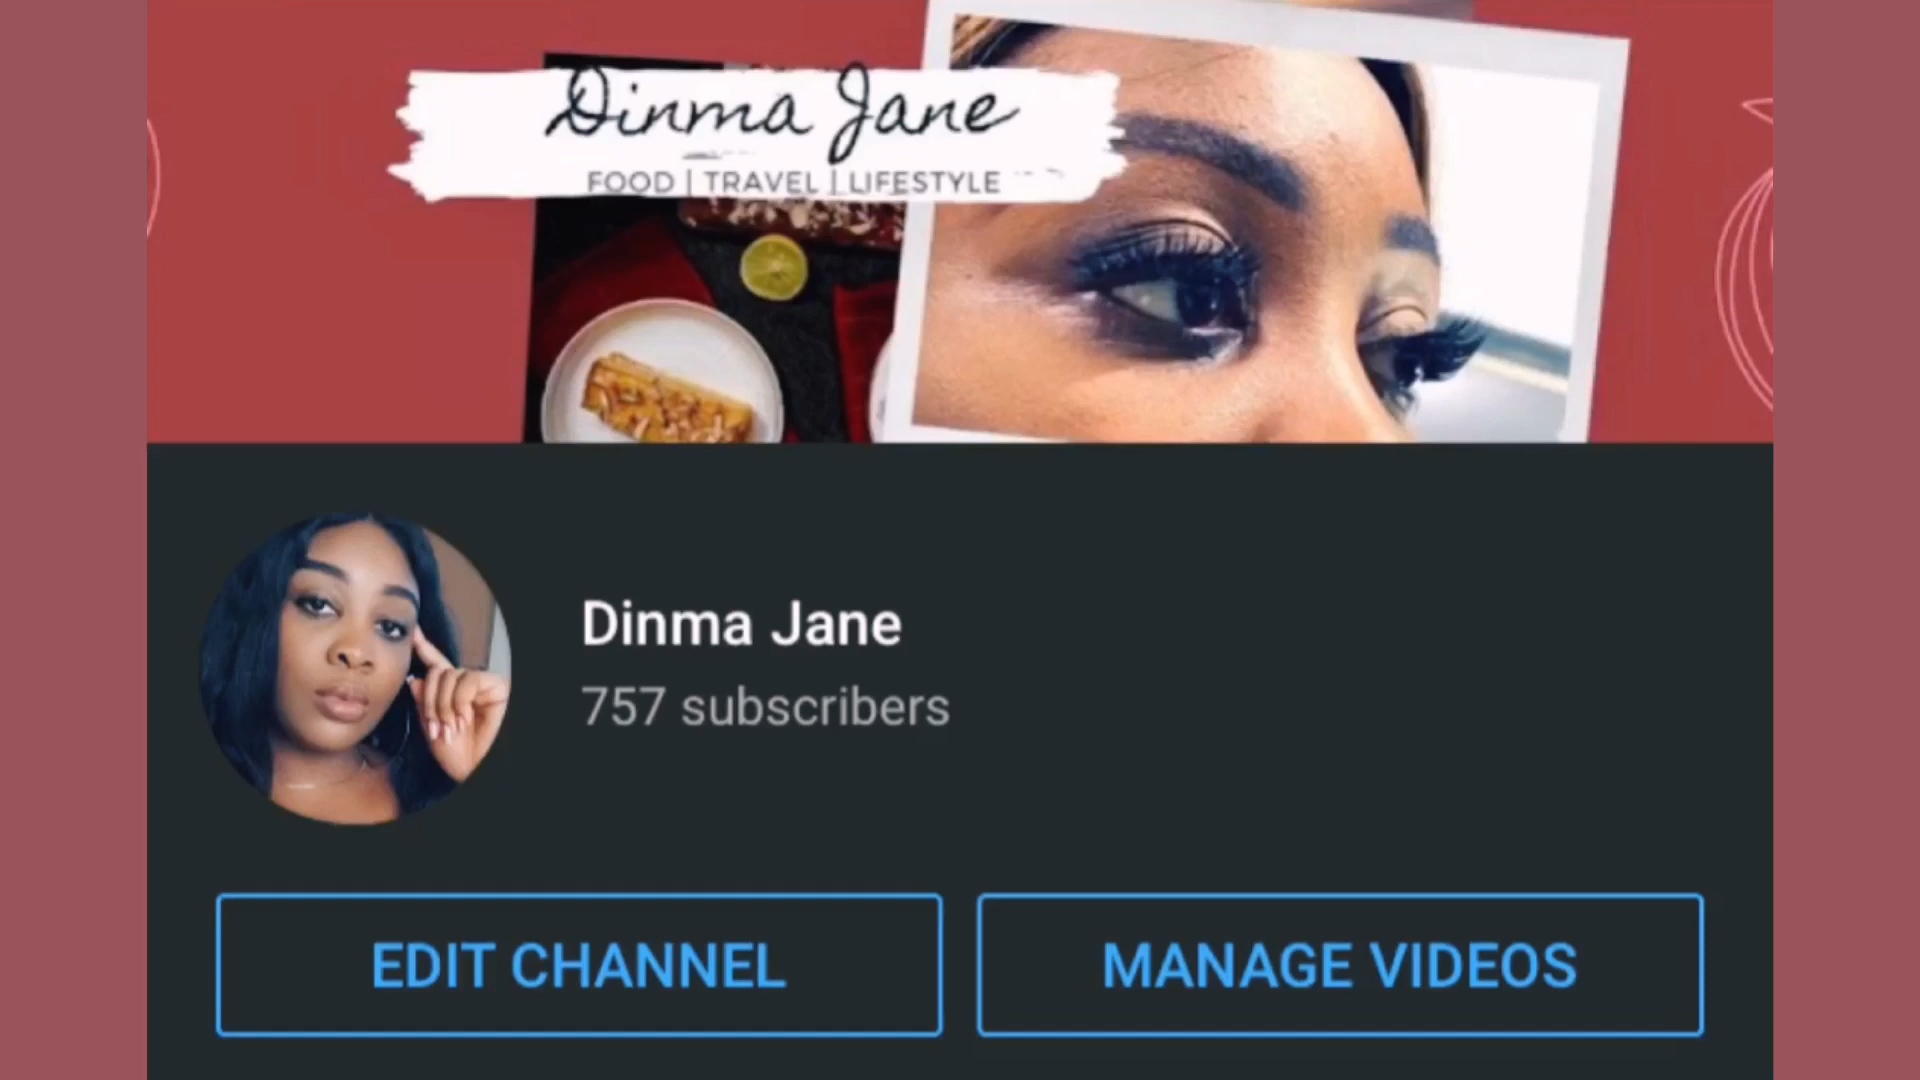 Dinma Jane
FOOD | TRAVEL | LIFESTYLE
Dinma Jane
757 subscribers
EDIT CHANNEL
MANAGE VIDEOS